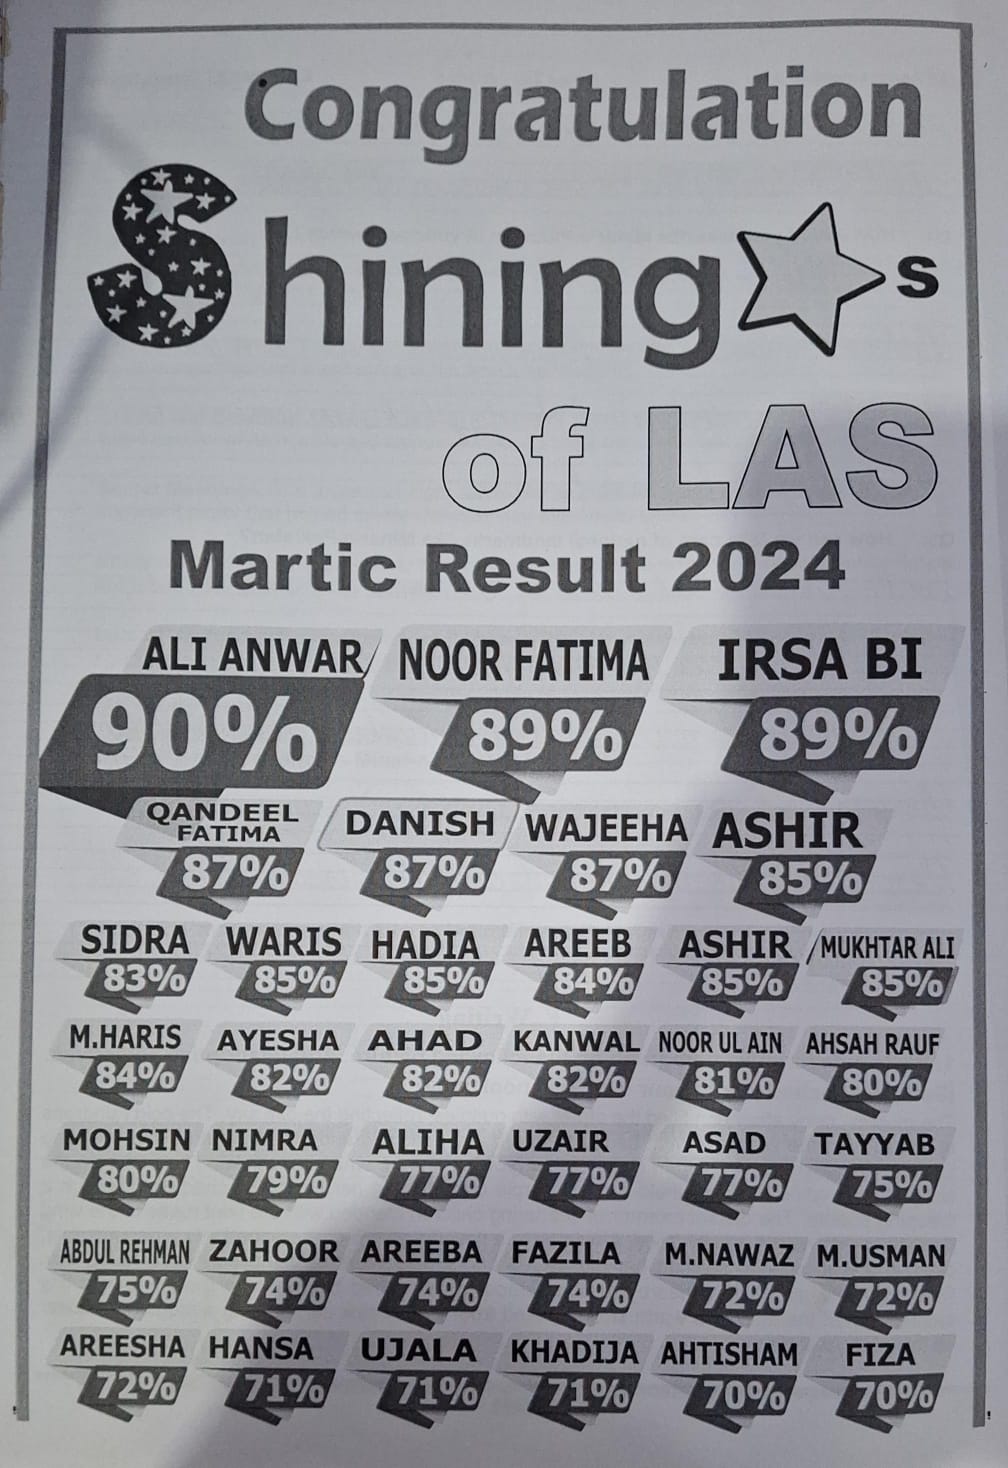 Congratulation
Shining s
of LAS
Martic Result 2024
ALI ANWAR NOOR FATIMA IRSA BI
90% 89% 89%
QANDEEL FATIMA DANISH WAJEEHA ASHIR
87% 87% 87% 85%
SIDRA WARIS HADIA AREEB ASHIR MUKHTAR ALI
83% 85% 85% 84% 85% 85%
M.HARIS AYESHA AHAD KANWAL NOOR UL AIN AHSAH RAUF
84% 82% 82% 82% 81% 80%
MOHSIN NIMRA ALIHA UZAIR ASAD TAYYAB
80% 79% 77% 77% 77% 75%
ABDUL REHMAN ZAHOOR AREEBA FAZILA M.NAWAZ M.USMAN
75% 74% 74% 74% 72% 72%
AREESHA HANSA UJALA KHADIJA AHTISHAM FIZA
72% 71% 71% 71% 70% 70%